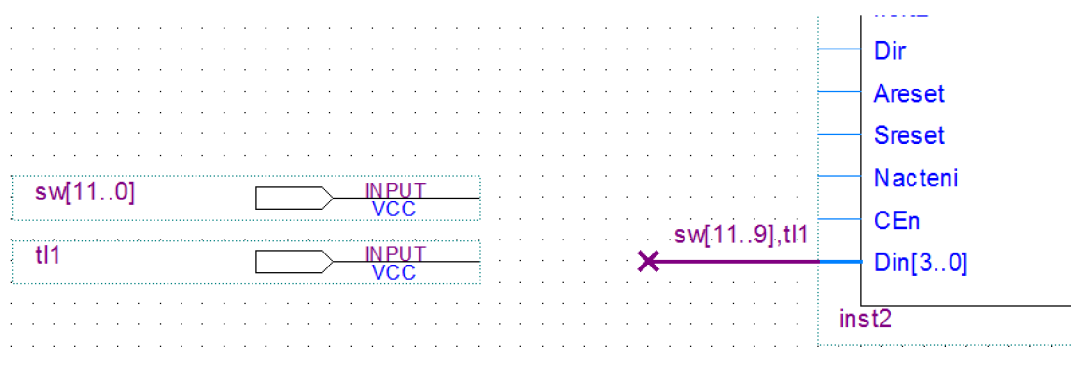 Dir
Areset
Sreset
sw[11..0]
INPUT
VCC
Nacteni
CEn
tl1
INPUT
VCC
sw[11..9],tl1
Din[3..0]
inst2